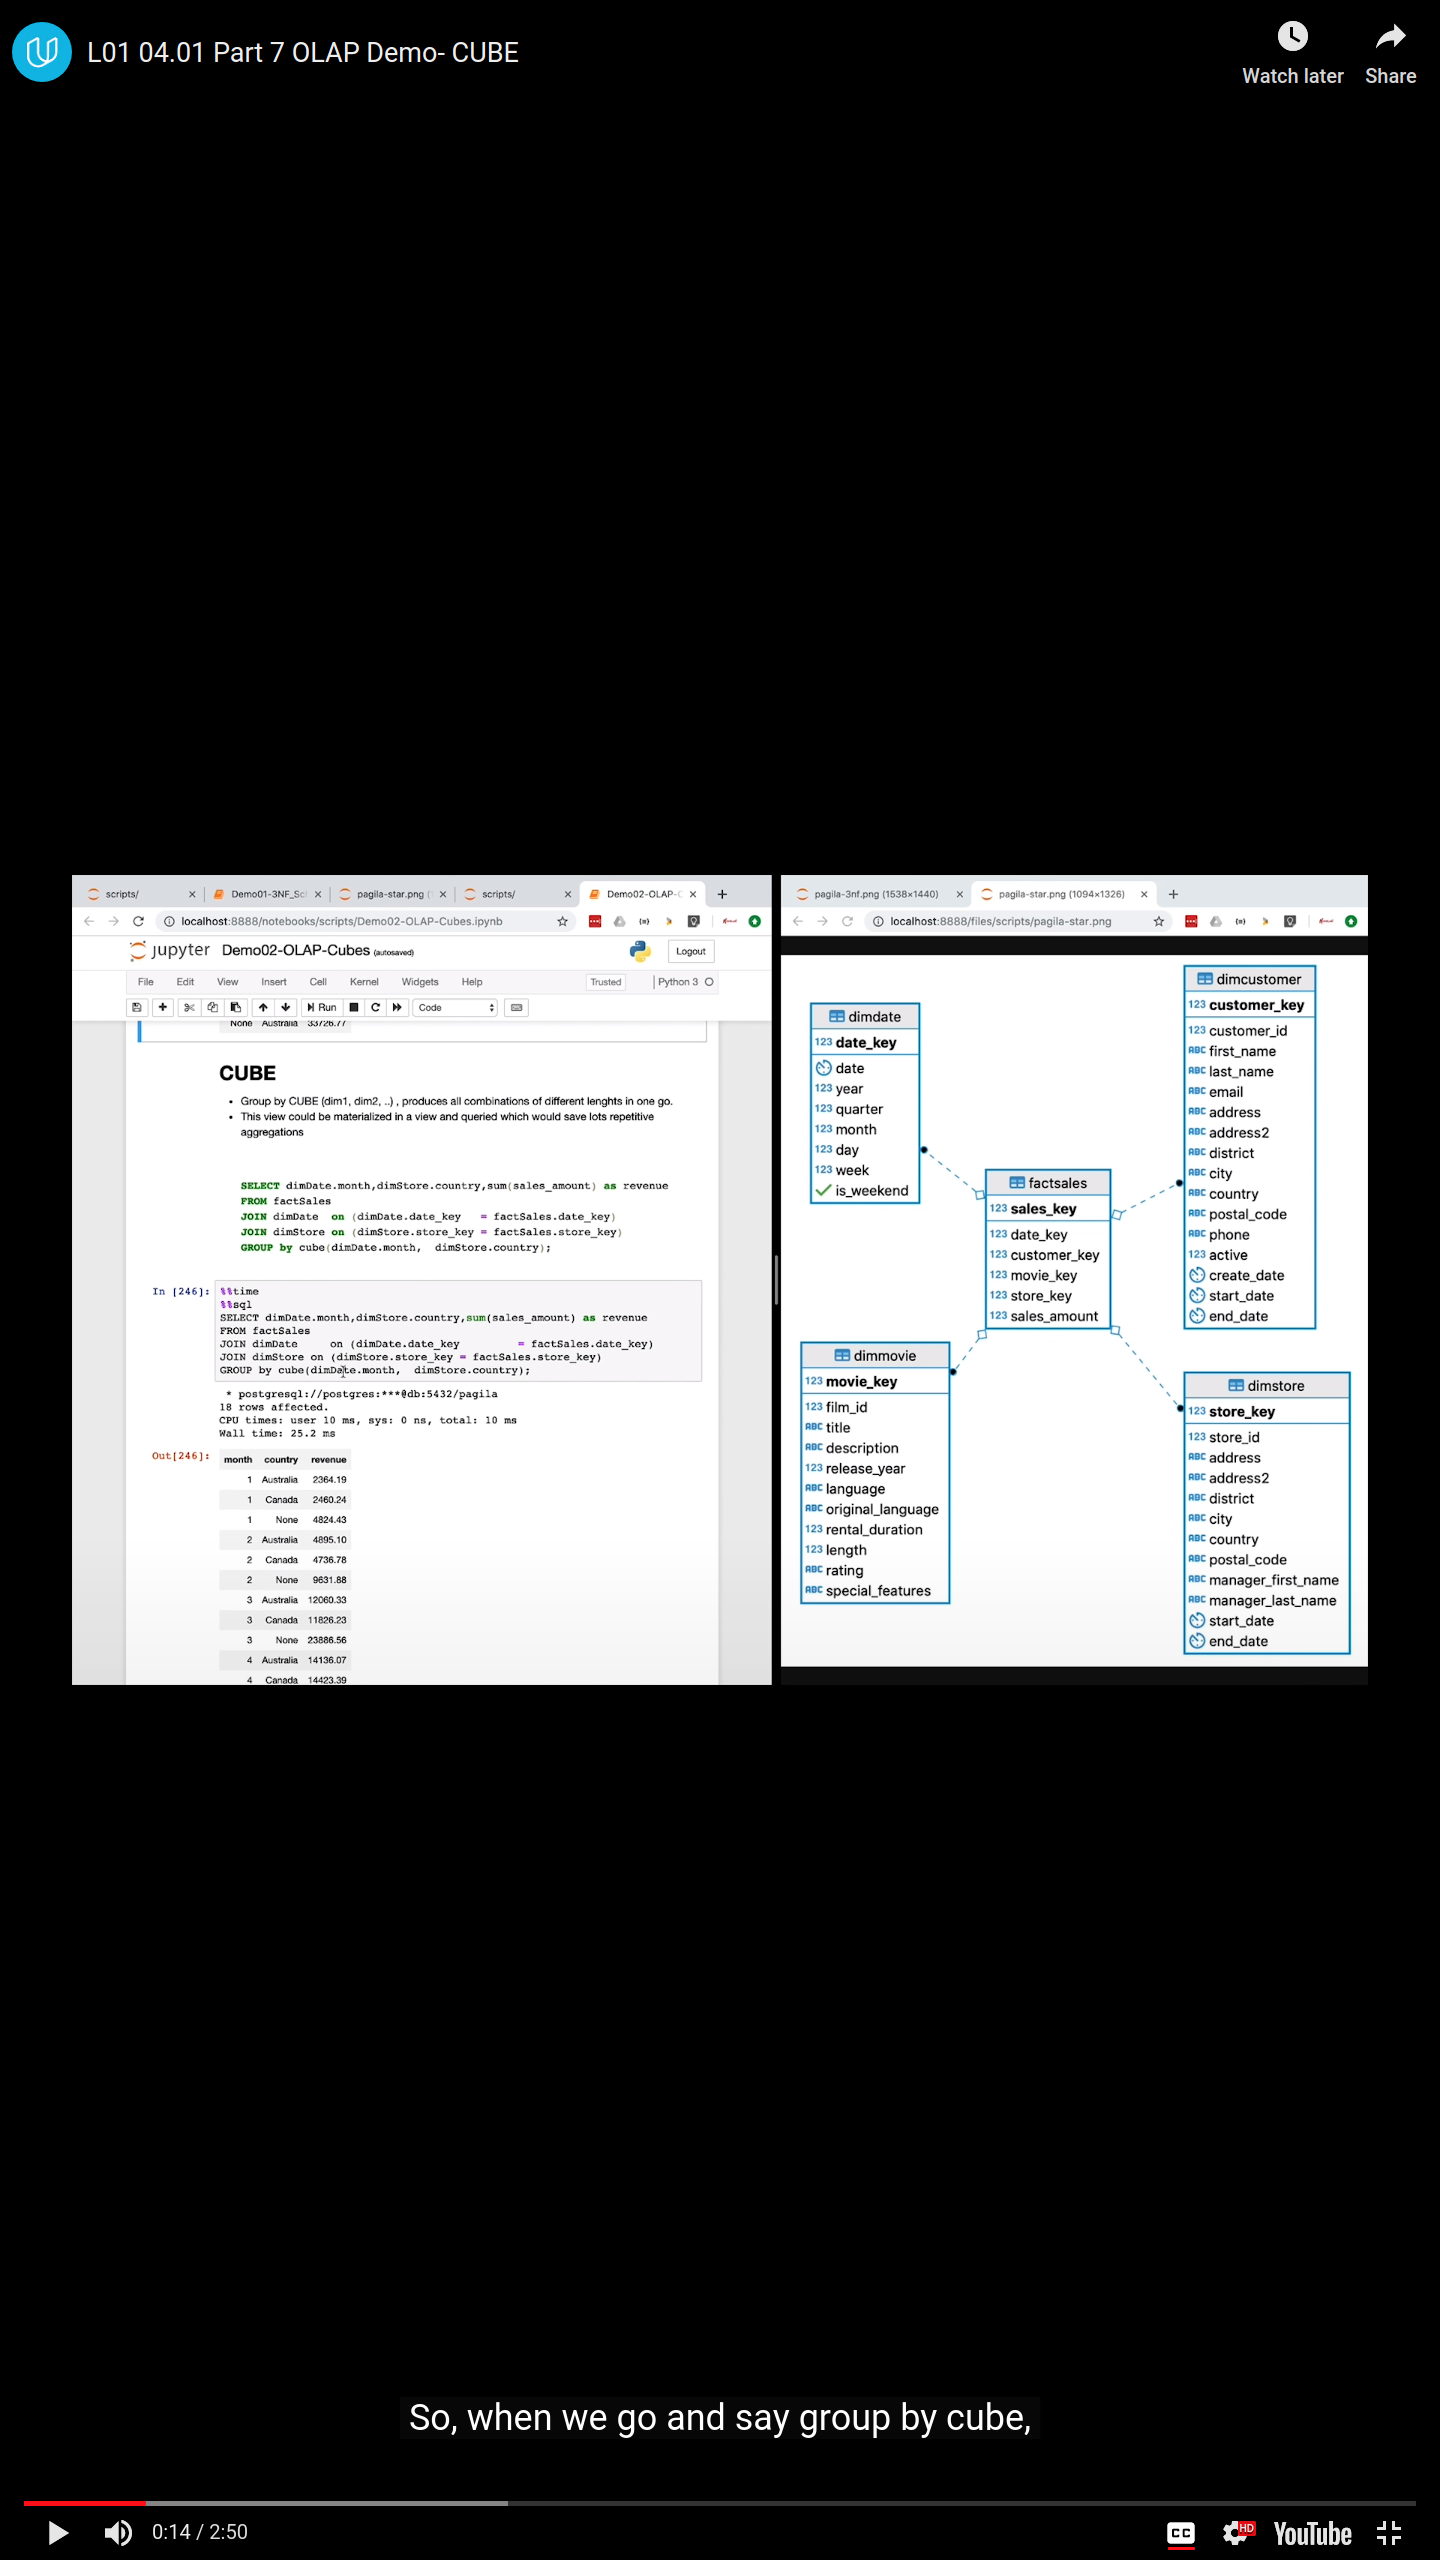 L01 04.01 Part 7 OLAP Demo- CUBE
Watch later
Share
scripts/
Demo01-3NF_Sc
pagila-star.png (
scripts/
Demo02-OLAP-C
localhost:8888/notebooks/scripts/Demo02-OLAP-Cubes.ipynb
jupyter Demo02-OLAP-Cubes (autosaved)
Logout
File Edit View Insert Cell Kernel Widgets Help
Trusted
Python 3
Run
Code
None Australia 33726.77
CUBE
• Group by CUBE (dim1, dim2, ..) , produces all combinations of different lenghts in one go.
• This view could be materialized in a view and queried which would save lots repetitive
aggregations
SELECT dimDate.month,dimStore.country,sum(sales_amount) as revenue
FROM factSales
JOIN dimDate on (dimDate.date_key = factSales.date_key)
JOIN dimStore on (dimStore.store_key = factSales.store_key)
GROUP by cube(dimDate.month, dimStore.country);
In [246]: %%time
%%sql
SELECT dimDate.month,dimStore.country,sum(sales_amount) as revenue
FROM factSales
JOIN dimDate on (dimDate.date_key = factSales.date_key)
JOIN dimStore on (dimStore.store_key = factSales.store_key)
GROUP by cube(dimDate.month, dimStore.country);
* postgresql://postgres:***@db:5432/pagila
18 rows affected.
CPU times: user 10 ms, sys: 0 ns, total: 10 ms
Wall time: 25.2 ms
Out[246]: month country revenue
1 Australia 2364.19
1 Canada 2460.24
1 None 4824.43
2 Australia 4895.10
2 Canada 4736.78
2 None 9631.88
3 Australia 12060.33
3 Canada 11826.23
3 None 23886.56
4 Australia 14136.07
4 Canada 14423.39
pagila-3nf.png (1538×1440)
pagila-star.png (1094×1326)
localhost:8888/files/scripts/pagila-star.png
dimdate
123 date_key
date
123 year
123 quarter
123 month
123 day
123 week
is_weekend
factsales
123 sales_key
123 date_key
123 customer_key
123 movie_key
123 store_key
123 sales_amount
dimcustomer
123 customer_key
123 customer_id
ABC first_name
ABC last_name
ABC email
ABC address
ABC address2
ABC district
ABC city
ABC country
ABC postal_code
ABC phone
123 active
create_date
start_date
end_date
dimmovie
123 movie_key
123 film_id
ABC title
ABC description
123 release_year
ABC language
ABC original_language
123 rental_duration
123 length
ABC rating
ABC special_features
dimstore
123 store_key
123 store_id
ABC address
ABC address2
ABC district
ABC city
ABC country
ABC postal_code
ABC manager_first_name
ABC manager_last_name
start_date
end_date
So, when we go and say group by cube,
0:14 / 2:50
CC
HD
YouTube